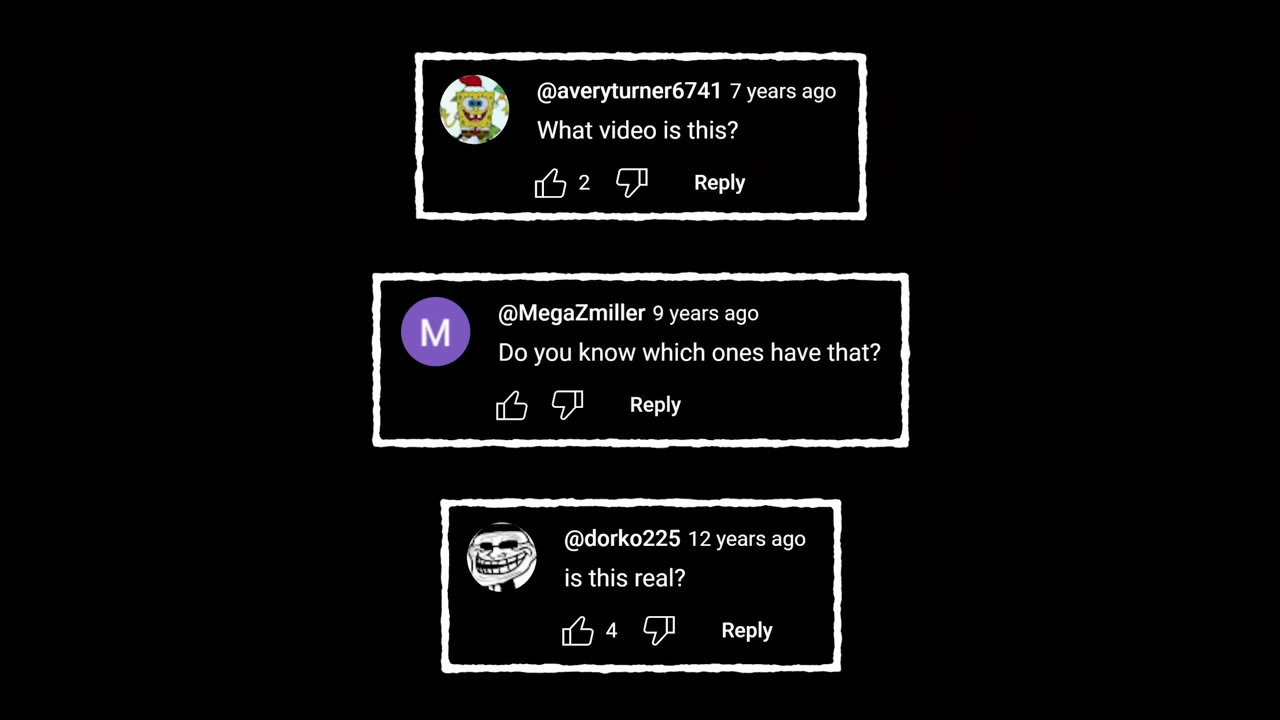 @averyturner6741 7 years ago
What video is this?
2 Reply
M
@MegaZmiller 9 years ago
Do you know which ones have that?
Reply
@dorko225 12 years ago
is this real?
4 Reply